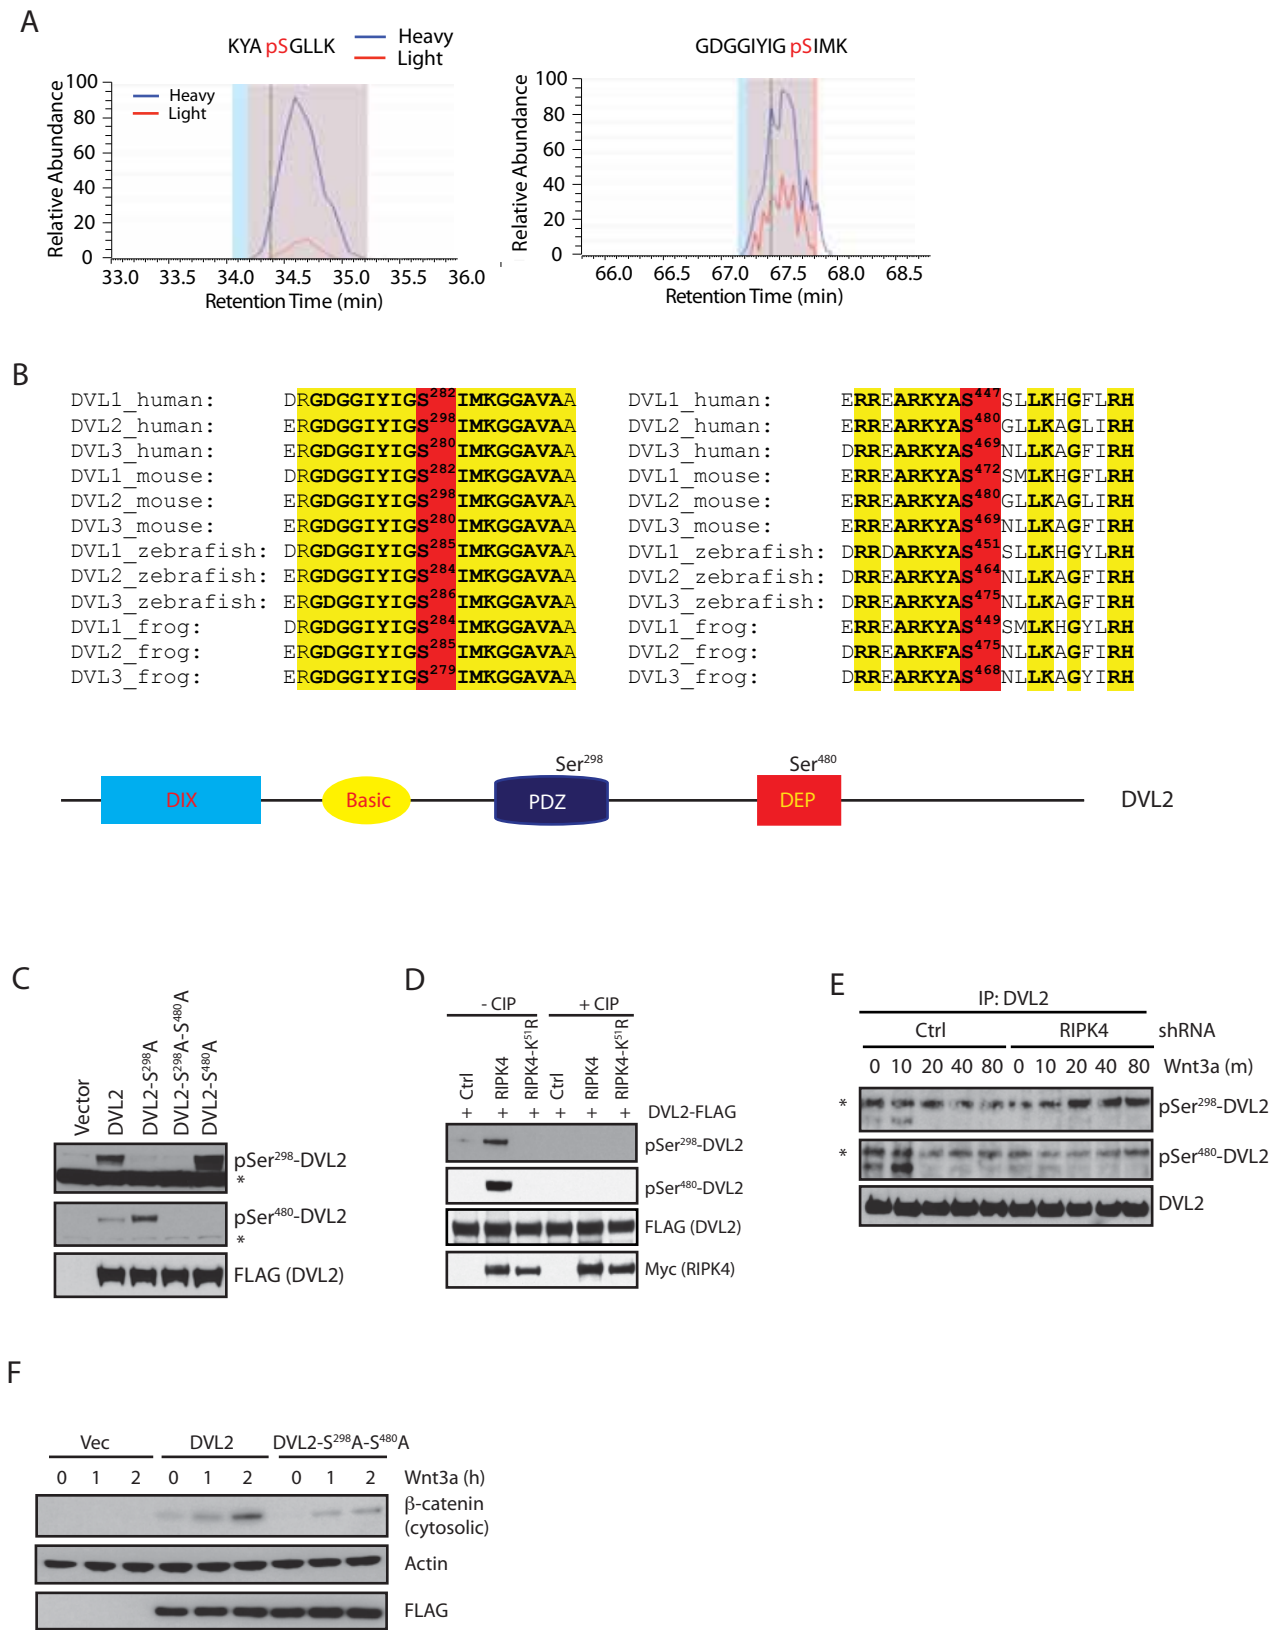 A
KYA pSGLLK
Heavy
Light
GDGGIYIG pSIMK
Heavy
Light
Relative Abundance
100
80
60
40
20
0
33.0 33.5 34.0 34.5 35.0 35.5 36.0
Retention Time (min)
Relative Abundance
100
80
60
40
20
0
66.0 66.5 67.0 67.5 68.0 68.5
Retention Time (min)
B
DVL1_human: DRGDGGIYIGS282IMKGGAVAA
DVL2_human: ERGDGGIYIGS298IMKGGAVAA
DVL3_human: ERGDGGIYIGS280IMKGGAVAA
DVL1_mouse: DRGDGGIYIGS282IMKGGAVAA
DVL2_mouse: ERGDGGIYIGS298IMKGGAVAA
DVL3_mouse: ERGDGGIYIGS280IMKGGAVAA
DVL1_zebrafish: DRGDGGIYIGS285IMKGGAVAA
DVL2_zebrafish: ERGDGGIYIGS284IMKGGAVAA
DVL3_zebrafish: ERGDGGIYIGS286IMKGGAVAA
DVL1_frog: DRGDGGIYIGS284IMKGGAVAA
DVL2_frog: ERGDGGIYIGS285IMKGGAVAA
DVL3_frog: ERGDGGIYIGS279IMKGGAVAA
DVL1_human: ERREARKYAS447SLLKHGFLRH
DVL2_human: ERREARKYAS480GLLKAGLIRH
DVL3_human: ERREARKYAS469NLLKAGFIRH
DVL1_mouse: ERREARKYAS472SMLKHGFLRH
DVL2_mouse: ERREARKYAS480GLLKAGLIRH
DVL3_mouse: ERREARKYAS469NLLKAGFIRH
DVL1_zebrafish: DRRDARKYAS451SLLKHGYLRH
DVL2_zebrafish: DRREARKYAS464NLLKAGFIRH
DVL3_zebrafish: DRREARKYAS475NLLKAGFIRH
DVL1_frog: ERREARKYAS449SMLKHGYLRH
DVL2_frog: DRREARKFAS475NLLKAGFIRH
DVL3_frog: DRREARKYAS468NLLKAGYIRH
Ser298 Ser480
DIX Basic PDZ DEP DVL2
C
Vector
DVL2
DVL2-S298A
DVL2-S298A-S480A
DVL2-S480A
pSer298-DVL2
*
pSer480-DVL2
*
FLAG (DVL2)
D
- CIP + CIP
Ctrl
RIPK4
RIPK4-K51R
Ctrl
RIPK4
RIPK4-K51R
+ + + + + + DVL2-FLAG
pSer298-DVL2
pSer480-DVL2
FLAG (DVL2)
Myc (RIPK4)
E
IP: DVL2
Ctrl RIPK4 shRNA
0 10 20 40 80 0 10 20 40 80 Wnt3a (m)
* pSer298-DVL2
* pSer480-DVL2
DVL2
F
Vec DVL2 DVL2-S298A-S480A
0 1 2 0 1 2 0 1 2 Wnt3a (h)
β-catenin
(cytosolic)
Actin
FLAG